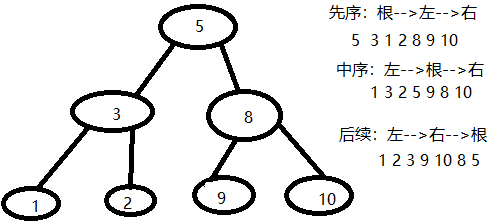 5
3
8
1
2
9
10
先序：根-->左-->右
5 3 1 2 8 9 10
中序：左-->根-->右
1 3 2 5 9 8 10
后续：左-->右-->根
1 2 3 9 10 8 5